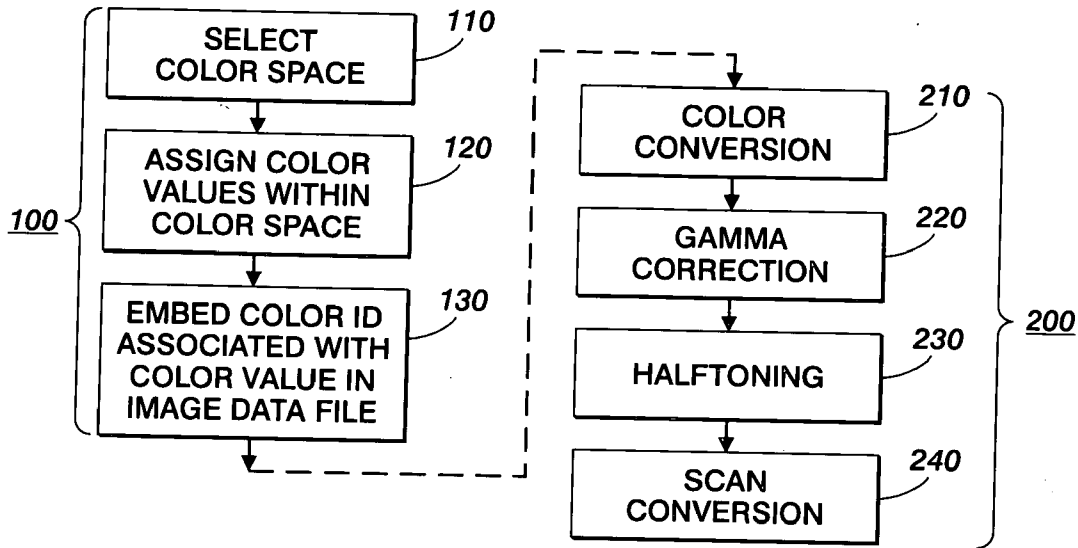 100
SELECT
COLOR SPACE
110
ASSIGN COLOR
VALUES WITHIN
COLOR SPACE
120
EMBED COLOR ID
ASSOCIATED WITH
COLOR VALUE IN
IMAGE DATA FILE
130
COLOR
CONVERSION
210
GAMMA
CORRECTION
220
HALFTONING
230
SCAN
CONVERSION
240
200